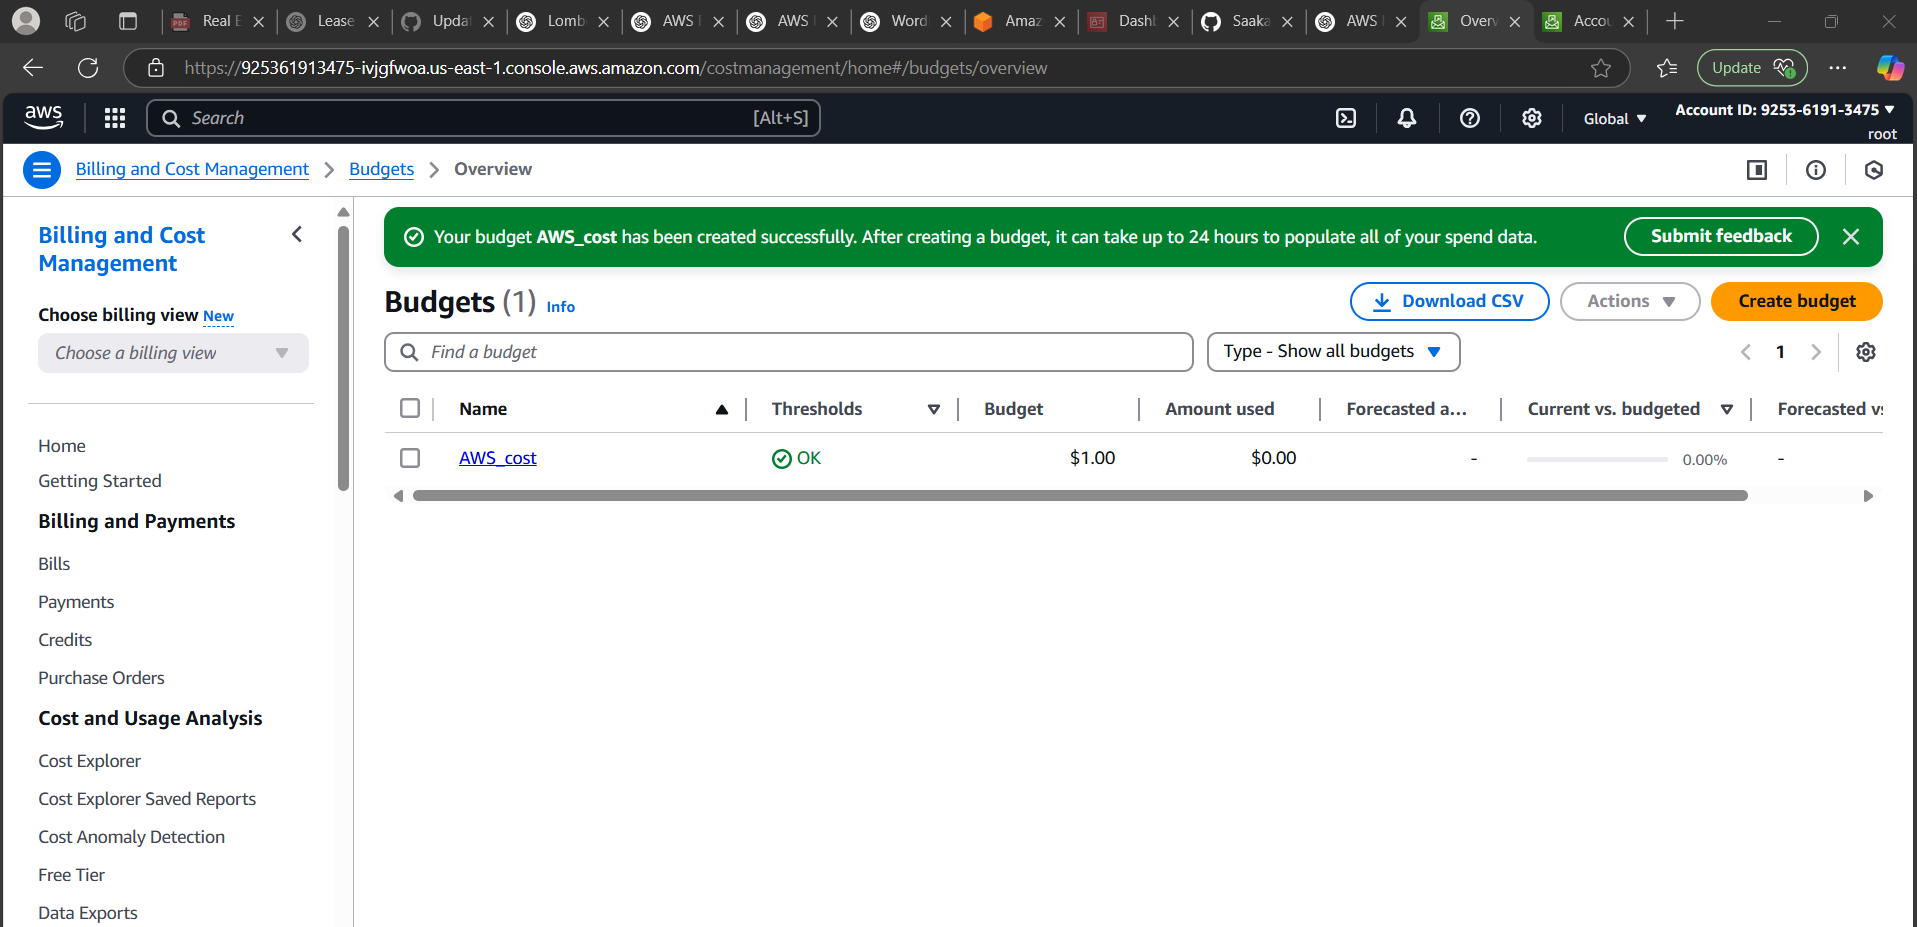 Real E
Lease
Updat
Lomb
AWS
AWS
Word
Amaz
Dashb
Saaka
AWS
Overv
Accou
https://925361913475-ivjgfwoa.us-east-1.console.aws.amazon.com/costmanagement/home#/budgets/overview
Update
aws
Search
[Alt+S]
Global
Account ID: 9253-6191-3475
root
Billing and Cost Management > Budgets > Overview
Billing and Cost
Management
Choose billing view New
Choose a billing view
Home
Getting Started
Billing and Payments
Bills
Payments
Credits
Purchase Orders
Cost and Usage Analysis
Cost Explorer
Cost Explorer Saved Reports
Cost Anomaly Detection
Free Tier
Data Exports
Your budget AWS_cost has been created successfully. After creating a budget, it can take up to 24 hours to populate all of your spend data.
Submit feedback
Budgets (1) Info
Download CSV
Actions
Create budget
Find a budget
Type - Show all budgets
1
Name Thresholds Budget Amount used Forecasted a... Current vs. budgeted Forecasted vs
AWS_cost OK $1.00 $0.00 - 0.00% -